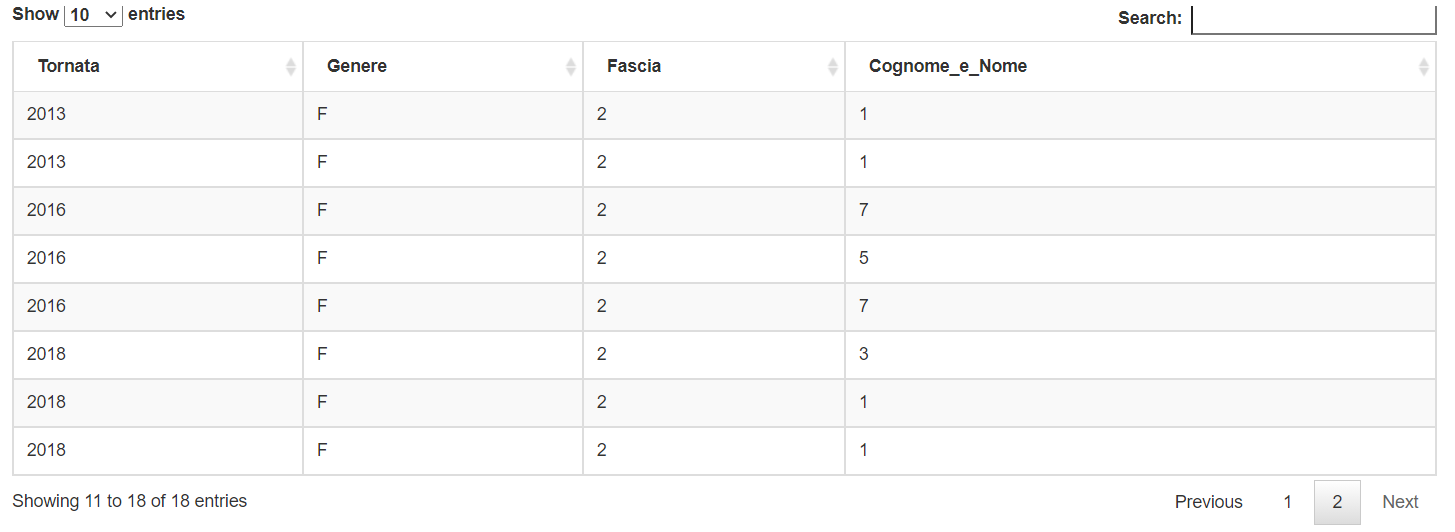 Show 10 entries
Search:
Tornata Genere Fascia Cognome_e_Nome
2013 F 2 1
2013 F 2 1
2016 F 2 7
2016 F 2 5
2016 F 2 7
2018 F 2 3
2018 F 2 1
2018 F 2 1
Showing 11 to 18 of 18 entries
Previous 1 2 Next